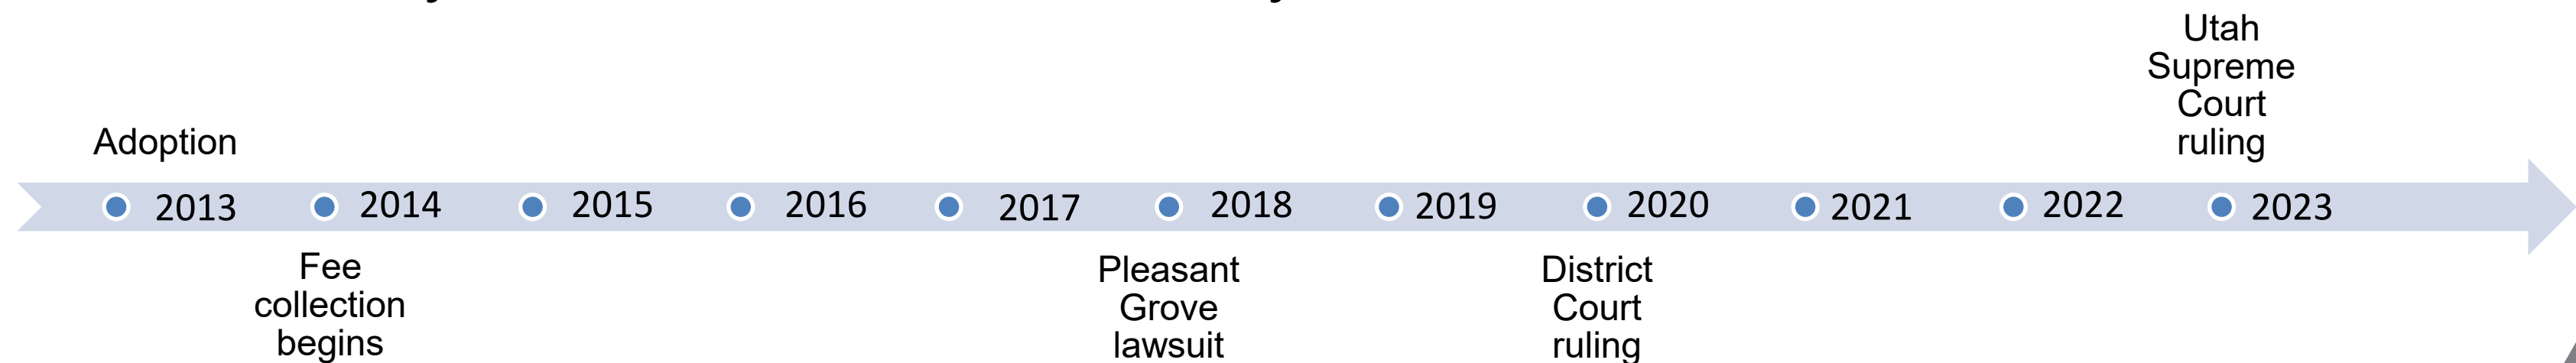 Utah
Supreme
Court
ruling
Adoption
2013 2014 2015 2016 2017 2018 2019 2020 2021 2022 2023
Fee
collection
begins
Pleasant
Grove
lawsuit
District
Court
ruling